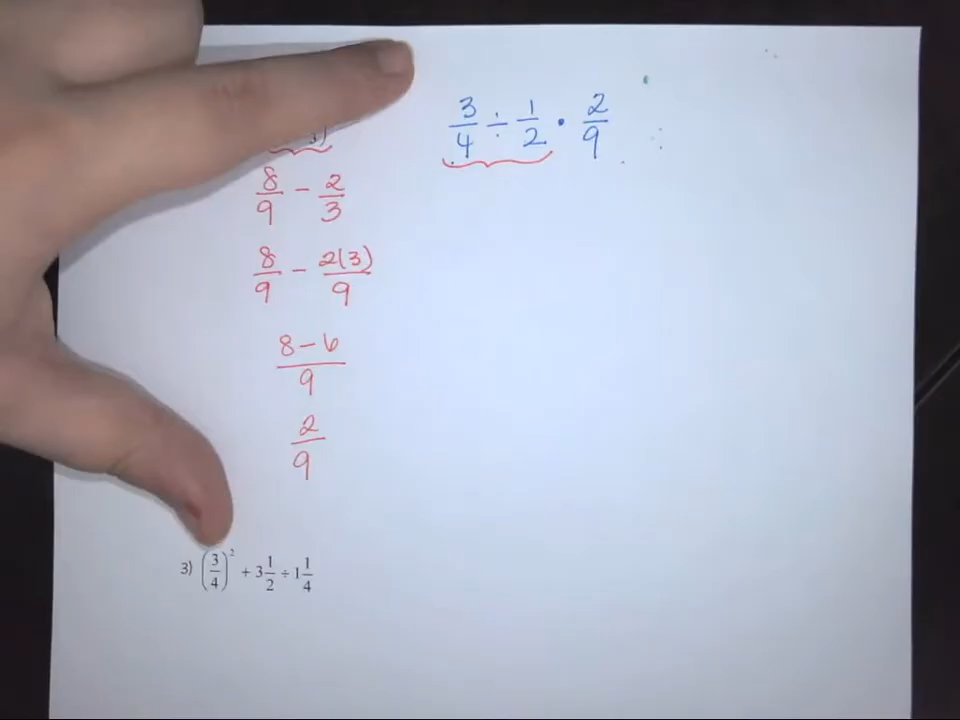 3/4 ÷ 1/2 · 2/9
3)
8/9 − 2/3
8/9 − 2(3)/9
8−6/9
2/9
3) (3/4)² + 3 1/2 ÷ 1 1/4